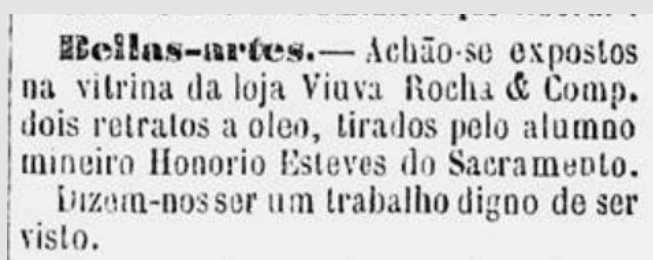 Bellas-artes.— Achão-se expostos
na vitrina da loja Viuva Rocha & Comp.
dois retratos a oleo, tirados pelo alumno
mineiro Honorio Esteves do Sacramento.
Dizem-nos ser um trabalho digno de ser
visto.